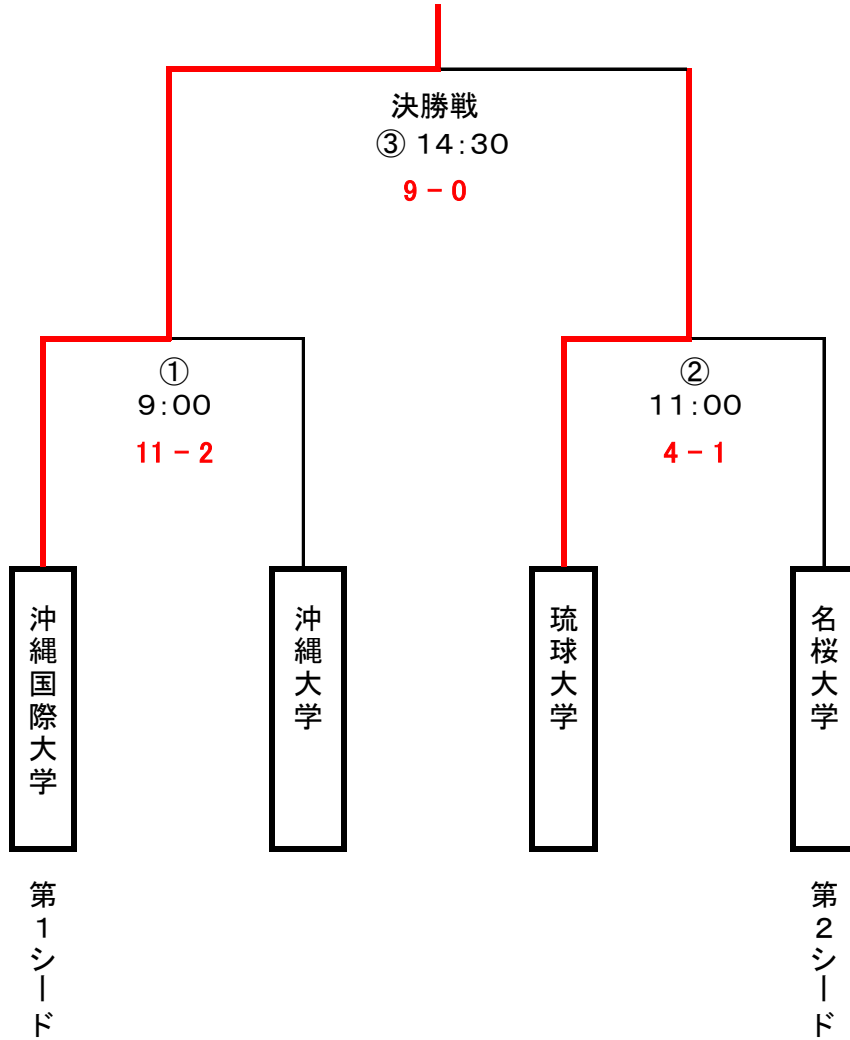 決勝戦
③ 14:30
9-0
①
9:00
11-2
②
11:00
4-1
沖縄国際大学
沖縄大学
琉球大学
名桜大学
第1シード
第2シード